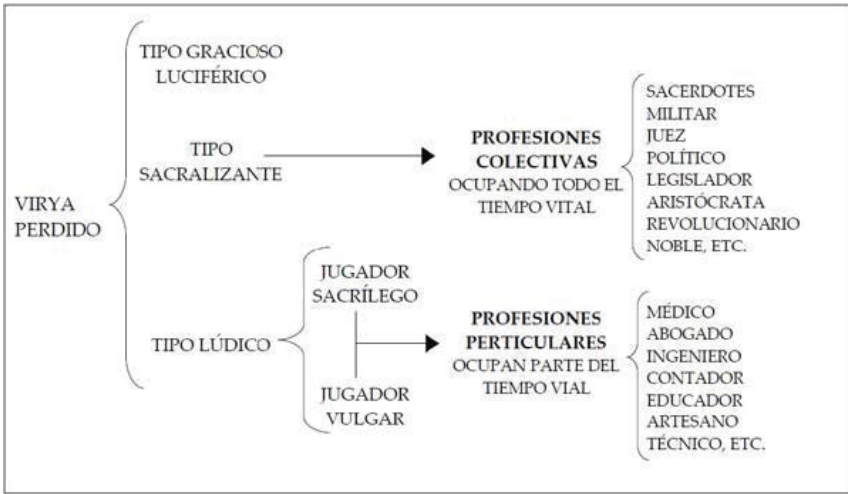 VIRYA
PERDIDO
TIPO GRACIOSO
LUCIFÉRICO
TIPO
SACRALIZANTE
PROFESIONES
COLECTIVAS
OCUPANDO TODO EL
TIEMPO VITAL
SACERDOTES
MILITAR
JUEZ
POLÍTICO
LEGISLADOR
ARISTÓCRATA
REVOLUCIONARIO
NOBLE, ETC.
TIPO LÚDICO
JUGADOR
SACRÍLEGO
JUGADOR
VULGAR
PROFESIONES
PERTICULARES
OCUPAN PARTE DEL
TIEMPO VIAL
MÉDICO
ABOGADO
INGENIERO
CONTADOR
EDUCADOR
ARTESANO
TÉCNICO, ETC.